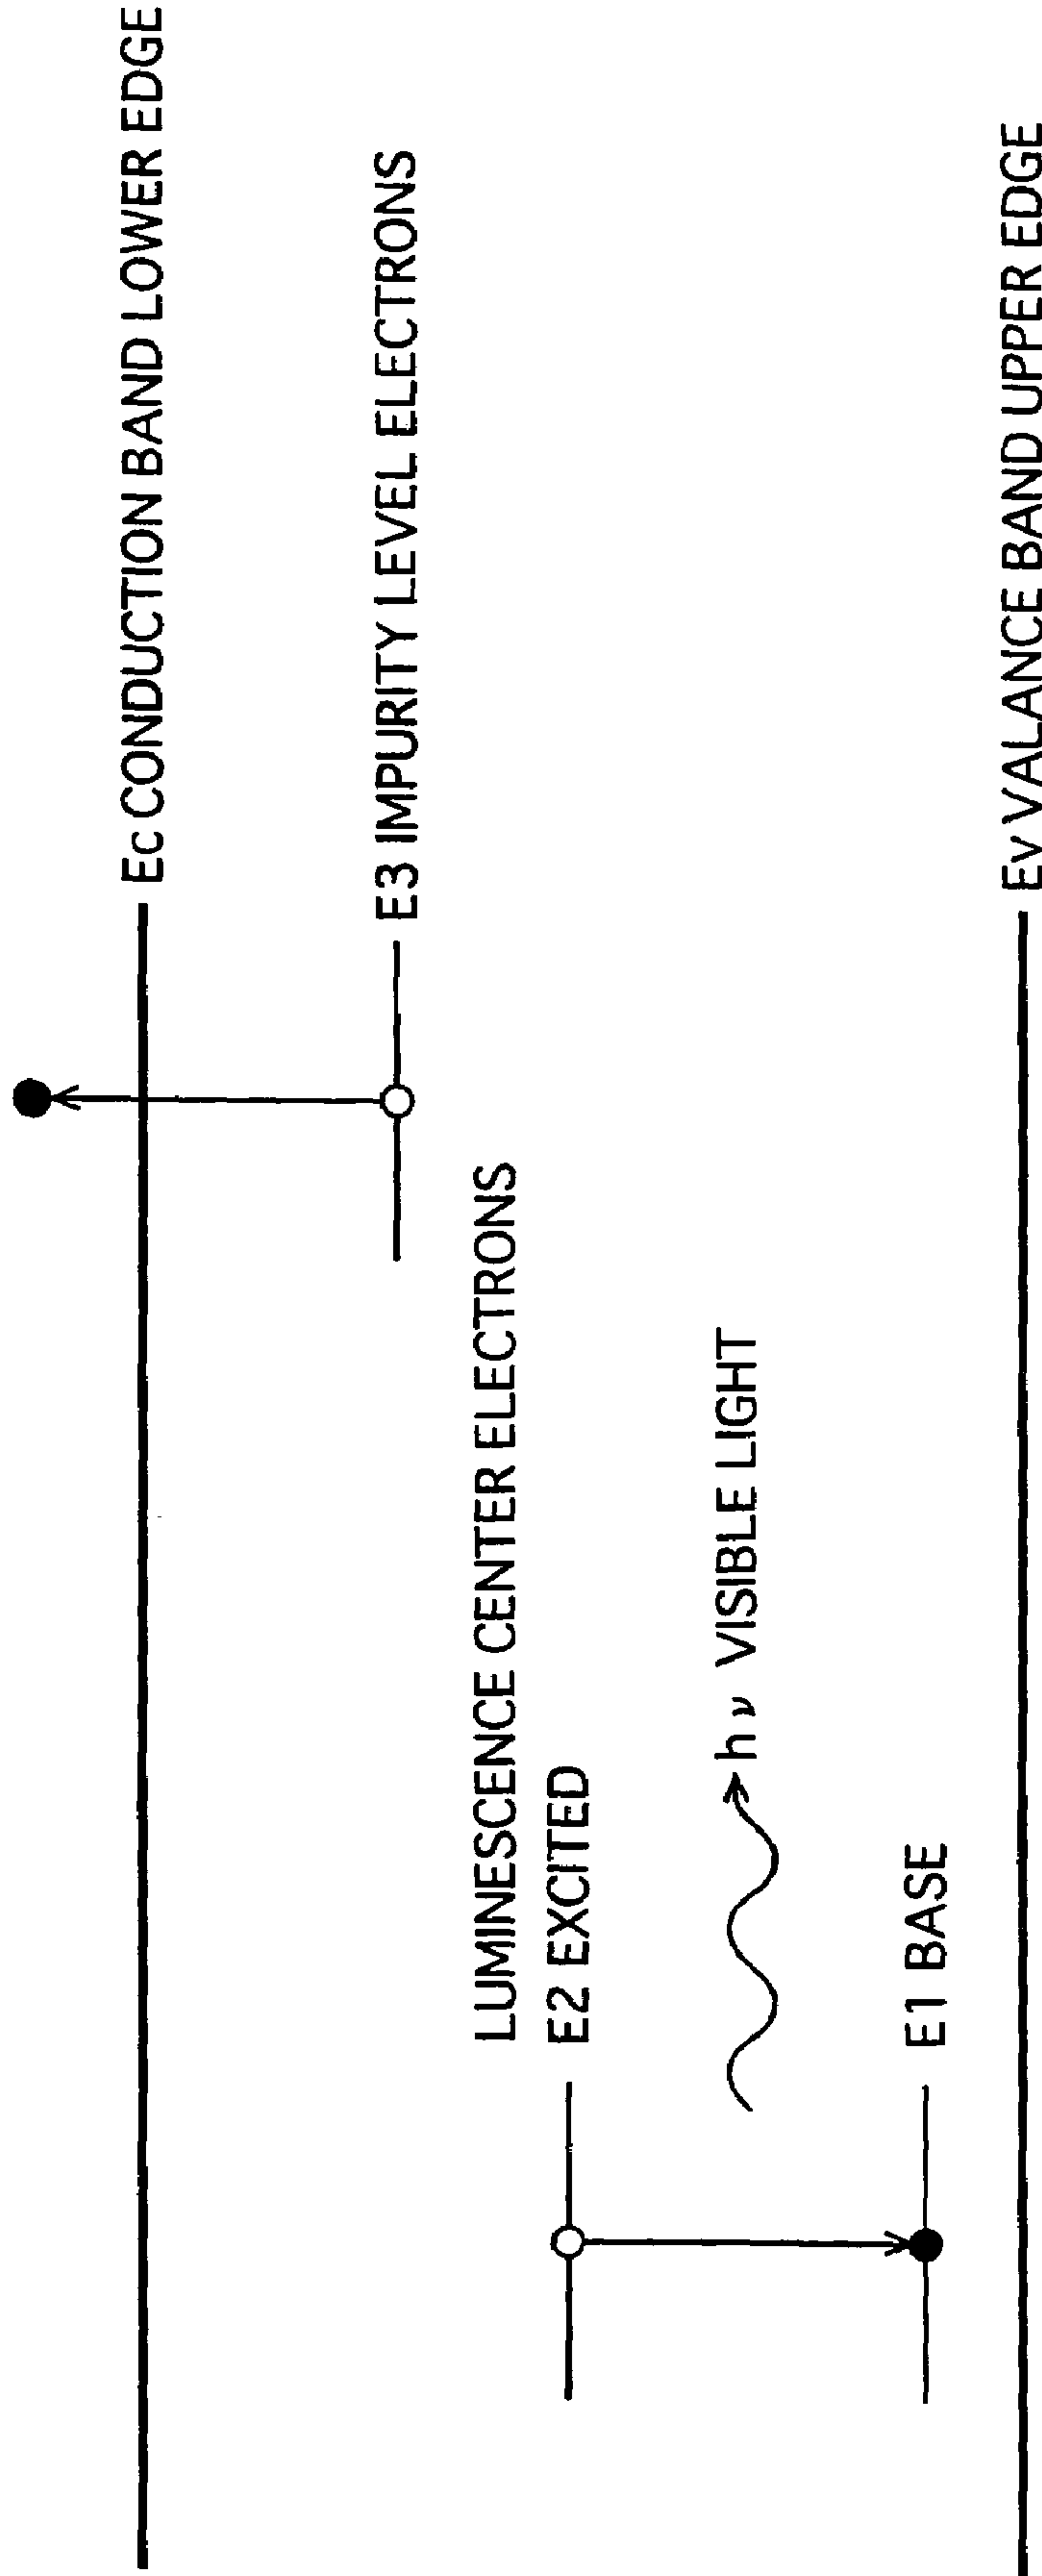 Ec CONDUCTION BAND LOWER EDGE
E3 IMPURITY LEVEL ELECTRONS
LUMINESCENCE CENTER ELECTRONS
E2 EXCITED
hν VISIBLE LIGHT
E1 BASE
Ev VALANCE BAND UPPER EDGE